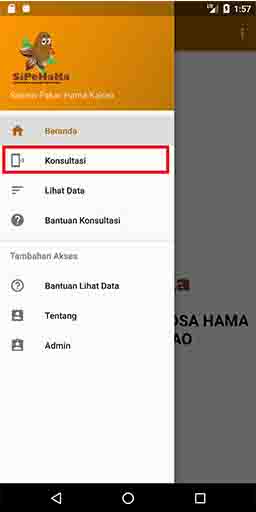 1:57
SiPeHaKa
Sistem Pakar Hama Kakao
Beranda
Konsultasi
Lihat Data
Bantuan Konsultasi
Tambahan Akses
Bantuan Lihat Data
Tentang
Admin
OSA HAMA
AO